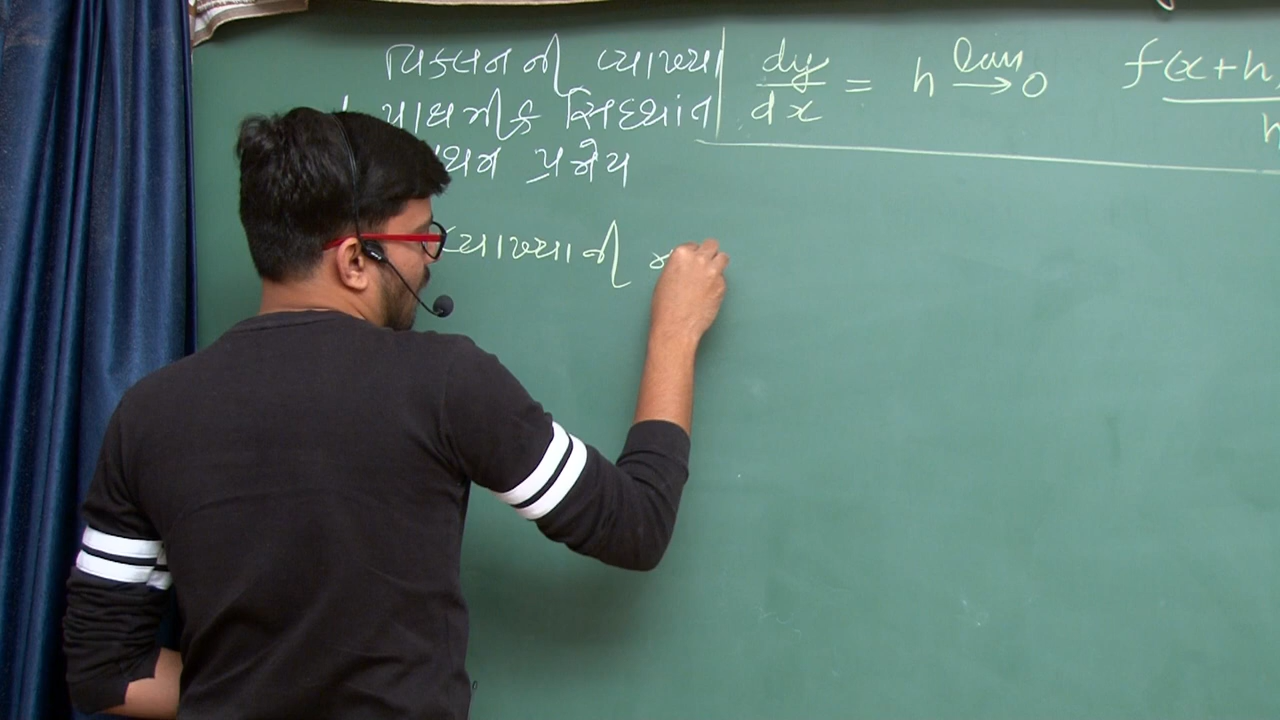 વિકલનની વ્યાખ્યા
પ્રાથમીક સિદ્ધાંત
પ્રમેય
વ્યાખ્યાની
dy/dx = lim h→0 f(x+h
h